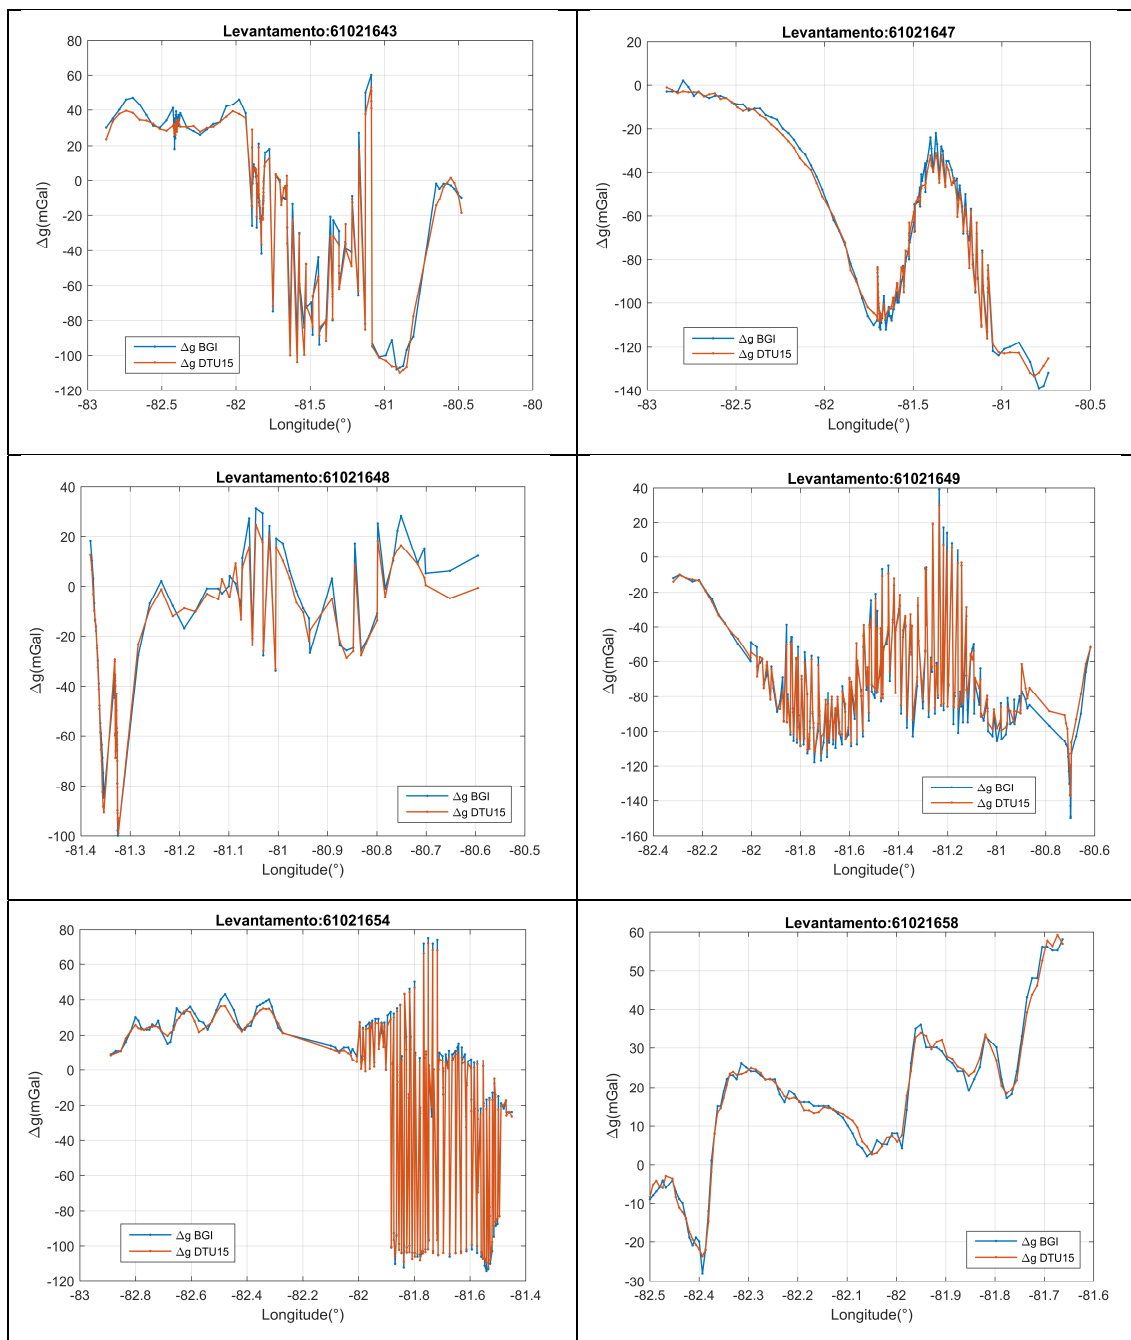 Levantamento:61021643
80
60
40
20
0
-20
-40
-60
-80
-100
-120
Δg(mGal)
Δg BGI
Δg DTU15
-83 -82.5 -82 -81.5 -81 -80.5 -80
Longitude(°)
Levantamento:61021647
20
0
-20
-40
-60
-80
-100
-120
-140
Δg(mGal)
Δg BGI
Δg DTU15
-83 -82.5 -82 -81.5 -81 -80.5
Longitude(°)
Levantamento:61021648
40
20
0
-20
-40
-60
-80
-100
Δg(mGal)
Δg BGI
Δg DTU15
-81.4 -81.3 -81.2 -81.1 -81 -80.9 -80.8 -80.7 -80.6 -80.5
Longitude(°)
Levantamento:61021649
40
20
0
-20
-40
-60
-80
-100
-120
-140
-160
Δg(mGal)
Δg BGI
Δg DTU15
-82.4 -82.2 -82 -81.8 -81.6 -81.4 -81.2 -81 -80.8 -80.6
Longitude(°)
Levantamento:61021654
80
60
40
20
0
-20
-40
-60
-80
-100
-120
Δg(mGal)
Δg BGI
Δg DTU15
-83 -82.8 -82.6 -82.4 -82.2 -82 -81.8 -81.6 -81.4
Longitude(°)
Levantamento:61021658
60
50
40
30
20
10
0
-10
-20
-30
Δg(mGal)
Δg BGI
Δg DTU15
-82.5 -82.4 -82.3 -82.2 -82.1 -82 -81.9 -81.8 -81.7 -81.6
Longitude(°)